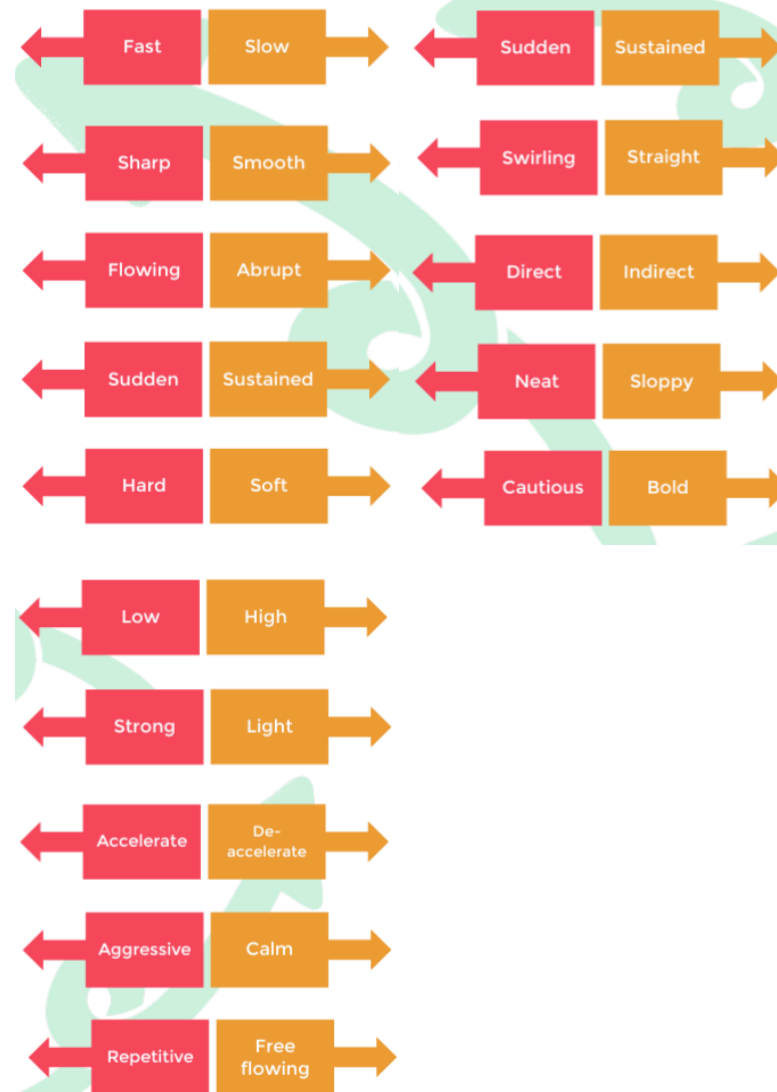 Fast Slow
Sharp Smooth
Flowing Abrupt
Sudden Sustained
Hard Soft
Sudden Sustained
Swirling Straight
Direct Indirect
Neat Sloppy
Cautious Bold
Low High
Strong Light
Accelerate De-
accelerate
Aggressive Calm
Repetitive Free
flowing